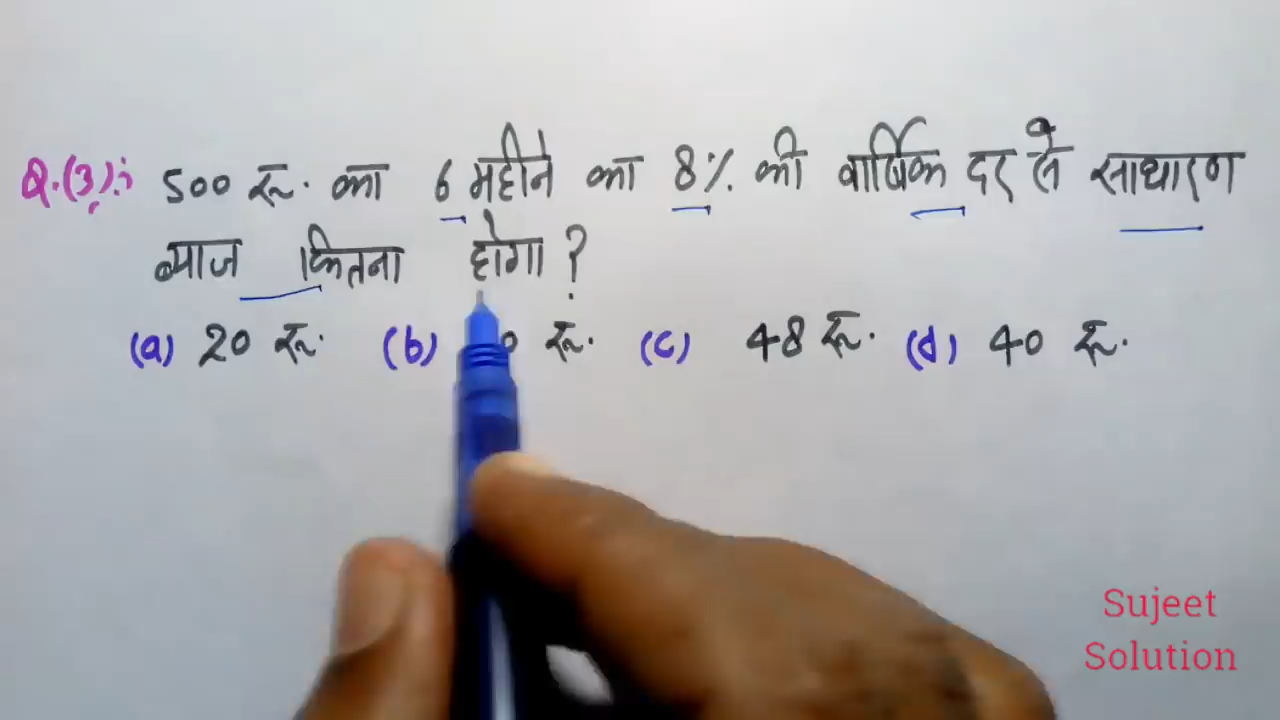 Q.(3):- 500 रू. का 6 महीने का 8% की वार्षिक दर से साधारण
ब्याज कितना होगा ?
(a) 20 रू. (b) रू. (c) 48 रू. (d) 40 रू.
Sujeet
Solution